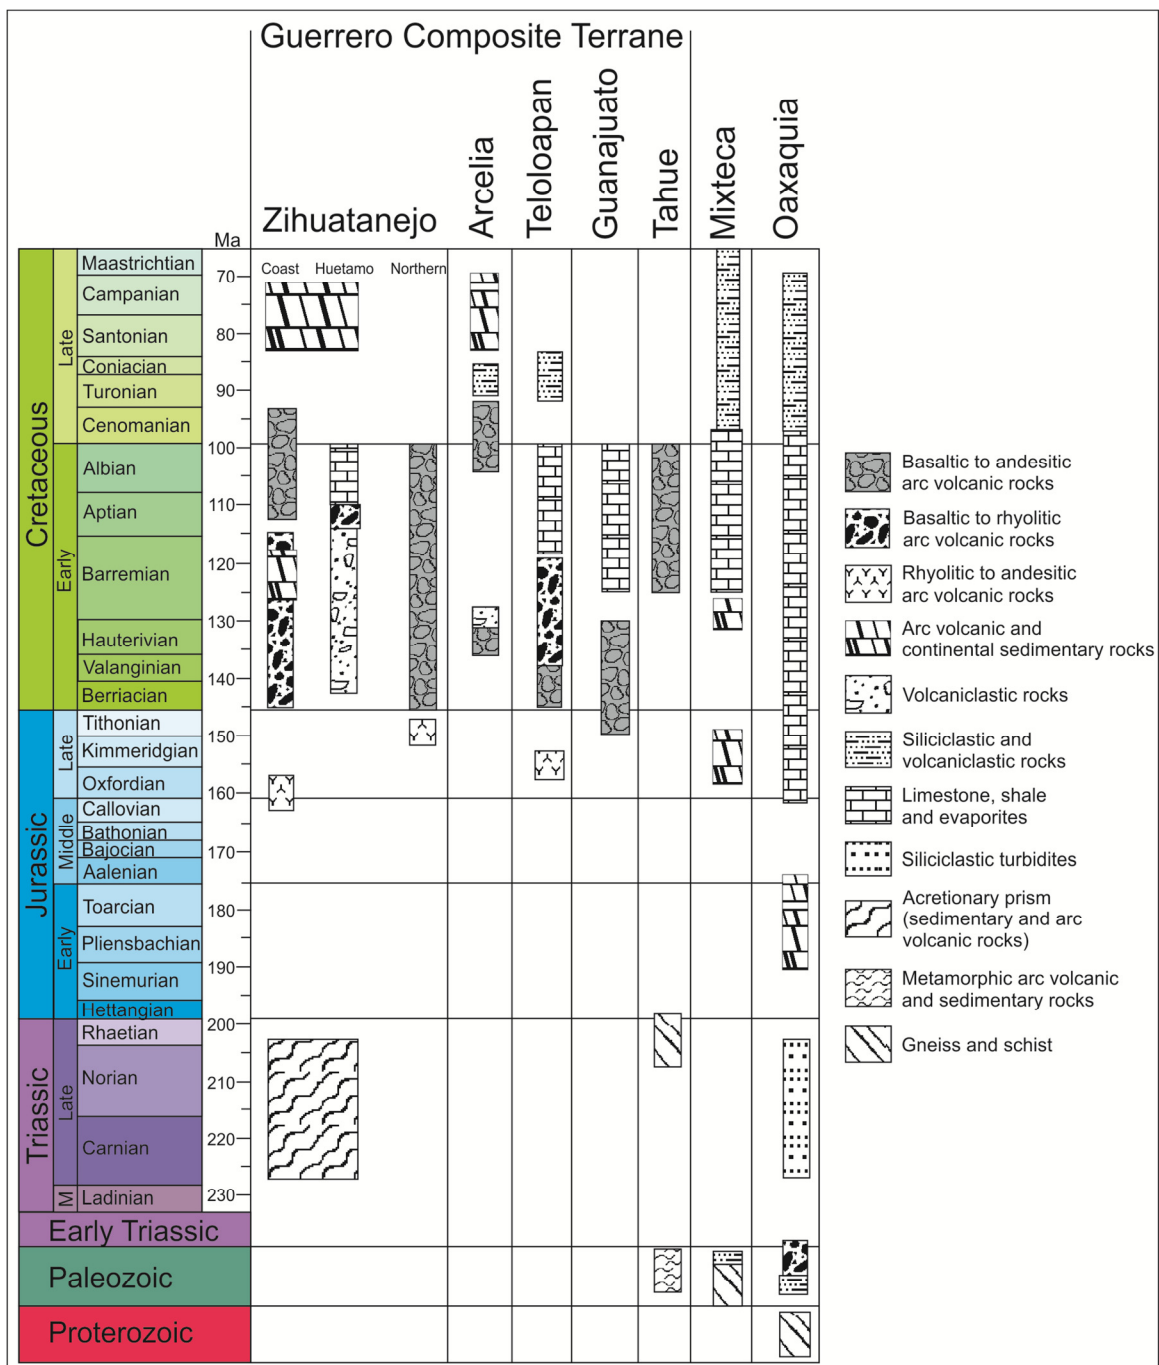 Guerrero Composite Terrane
Zihuatanejo
Arcelia
Teloloapan
Guanajuato
Tahue
Mixteca
Oaxaquia
Ma
Coast
Huetamo
Northern
Cretaceous
Late
Maastrichtian
Campanian
Santonian
Coniacian
Turonian
Cenomanian
Early
Albian
Aptian
Barremian
Hauterivian
Valanginian
Berriacian
Jurassic
Late
Tithonian
Kimmeridgian
Oxfordian
Middle
Callovian
Bathonian
Bajocian
Aalenian
Early
Toarcian
Pliensbachian
Sinemurian
Hettangian
Triassic
Late
Rhaetian
Norian
Carnian
M
Ladinian
Early Triassic
Paleozoic
Proterozoic
70
80
90
100
110
120
130
140
150
160
170
180
190
200
210
220
230
Basaltic to andesitic
arc volcanic rocks
Basaltic to rhyolitic
arc volcanic rocks
Rhyolitic to andesitic
arc volcanic rocks
Arc volcanic and
continental sedimentary rocks
Volcaniclastic rocks
Siliciclastic and
volcaniclastic rocks
Limestone, shale
and evaporites
Siliciclastic turbidites
Acretionary prism
(sedimentary and arc
volcanic rocks)
Metamorphic arc volcanic
and sedimentary rocks
Gneiss and schist